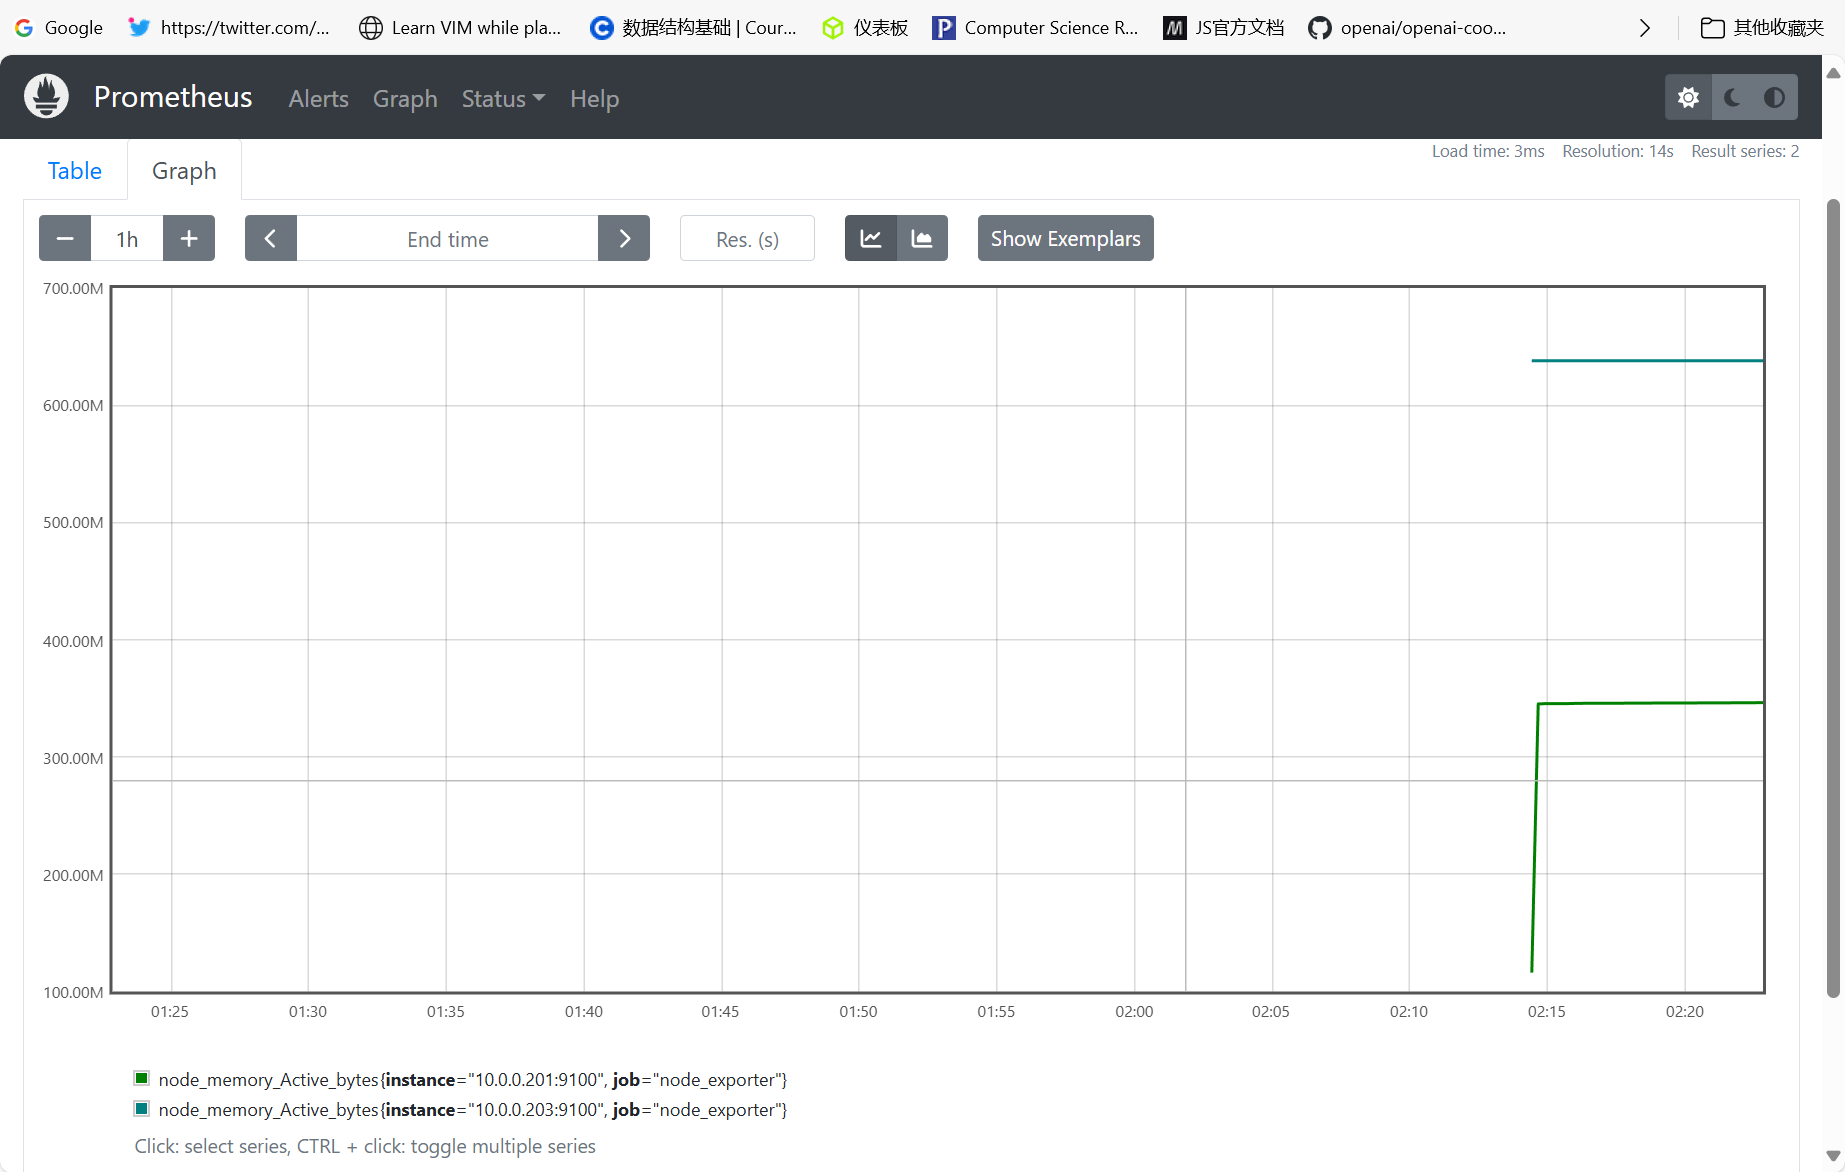 Google https://twitter.com/... Learn VIM while pla... 数据结构基础 | Cour... 仪表板 Computer Science R... JS官方文档 openai/openai-coo... 其他收藏夹
Prometheus Alerts Graph Status Help
Table Graph
Load time: 3ms Resolution: 14s Result series: 2
1h End time Res. (s) Show Exemplars
700.00M
600.00M
500.00M
400.00M
300.00M
200.00M
100.00M
01:25 01:30 01:35 01:40 01:45 01:50 01:55 02:00 02:05 02:10 02:15 02:20
node_memory_Active_bytes{instance="10.0.0.201:9100", job="node_exporter"}
node_memory_Active_bytes{instance="10.0.0.203:9100", job="node_exporter"}
Click: select series, CTRL + click: toggle multiple series